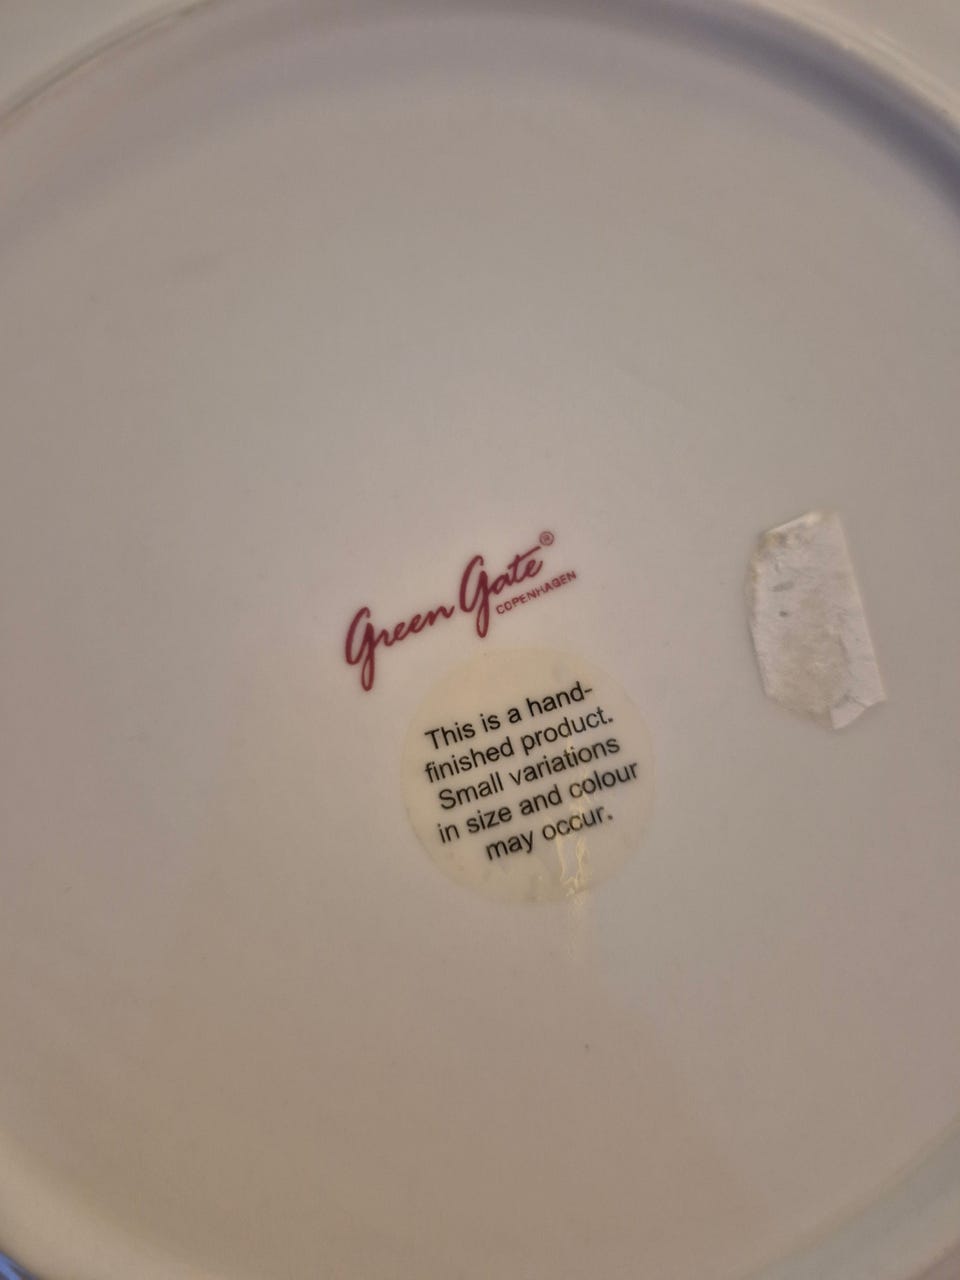 Green Gate®
COPENHAGEN
This is a hand-
finished product.
Small variations
in size and colour
may occur.